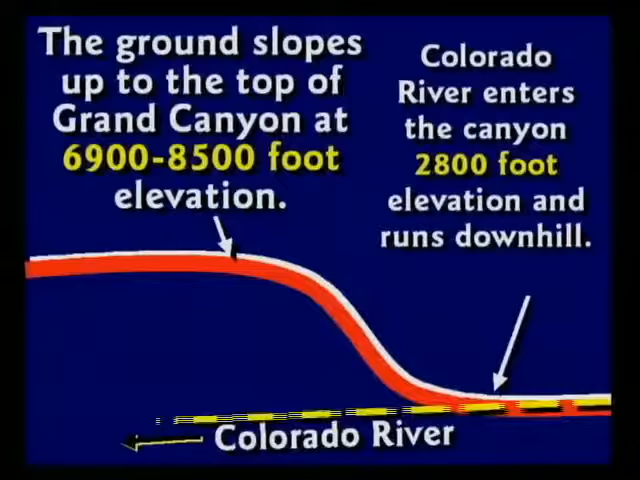 The ground slopes
up to the top of
Grand Canyon at
6900-8500 foot
elevation.
Colorado
River enters
the canyon
2800 foot
elevation and
runs downhill.
Colorado River